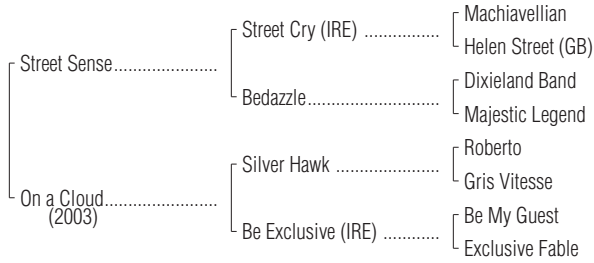 Machiavellian
Street Cry (IRE) ................
Helen Street (GB)
Street Sense......................
Dixieland Band
Bedazzle............................
Majestic Legend
Roberto
Silver Hawk ......................
Gris Vitesse
On a Cloud........................
(2003)
Be My Guest
Be Exclusive (IRE) ............
Exclusive Fable